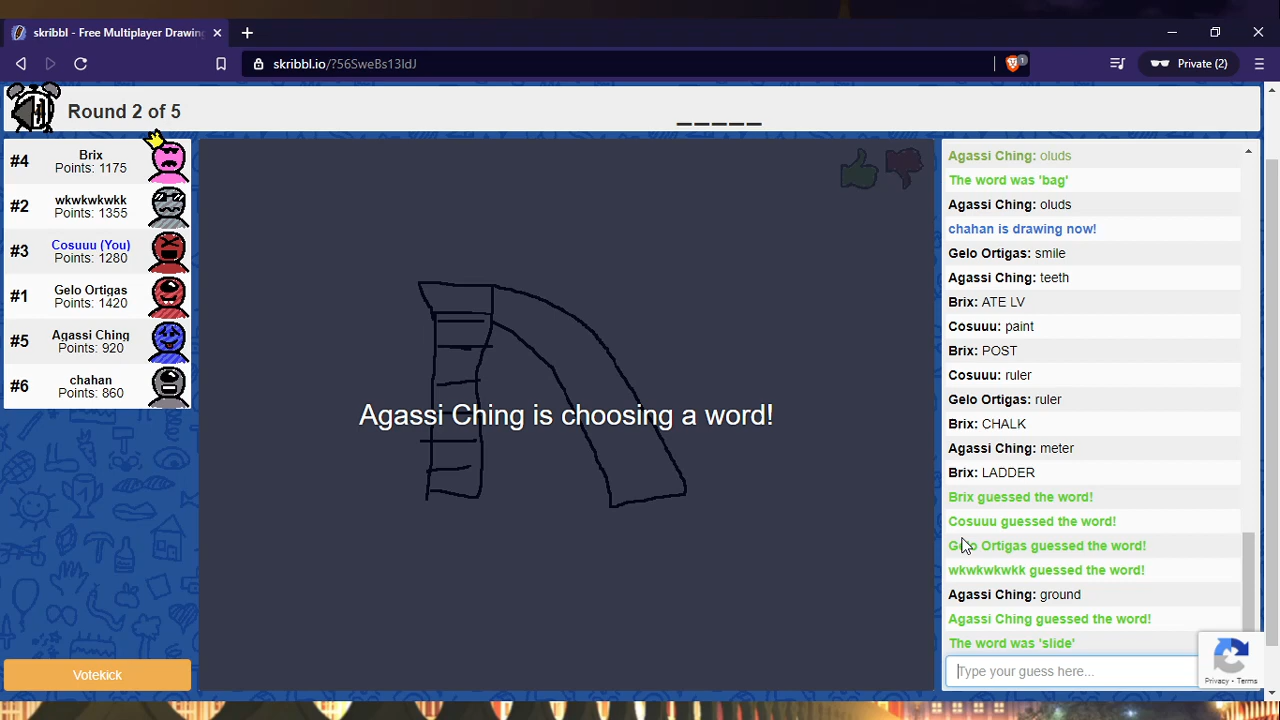 skribbl - Free Multiplayer Drawing
skribbl.io/?56SweBs13IdJ
1
Private (2)
Round 2 of 5
_ _ _ _ _
#4
Brix
Points: 1175
#2
wkwkwkwkk
Points: 1355
#3
Cosuuu (You)
Points: 1280
#1
Gelo Ortigas
Points: 1420
#5
Agassi Ching
Points: 920
#6
chahan
Points: 860
Votekick
Agassi Ching is choosing a word!
Agassi Ching: oluds
The word was 'bag'
Agassi Ching: oluds
chahan is drawing now!
Gelo Ortigas: smile
Agassi Ching: teeth
Brix: ATE LV
Cosuuu: paint
Brix: POST
Cosuuu: ruler
Gelo Ortigas: ruler
Brix: CHALK
Agassi Ching: meter
Brix: LADDER
Brix guessed the word!
Cosuuu guessed the word!
Gelo Ortigas guessed the word!
wkwkwkwkk guessed the word!
Agassi Ching: ground
Agassi Ching guessed the word!
The word was 'slide'
Type your guess here...
Privacy - Terms